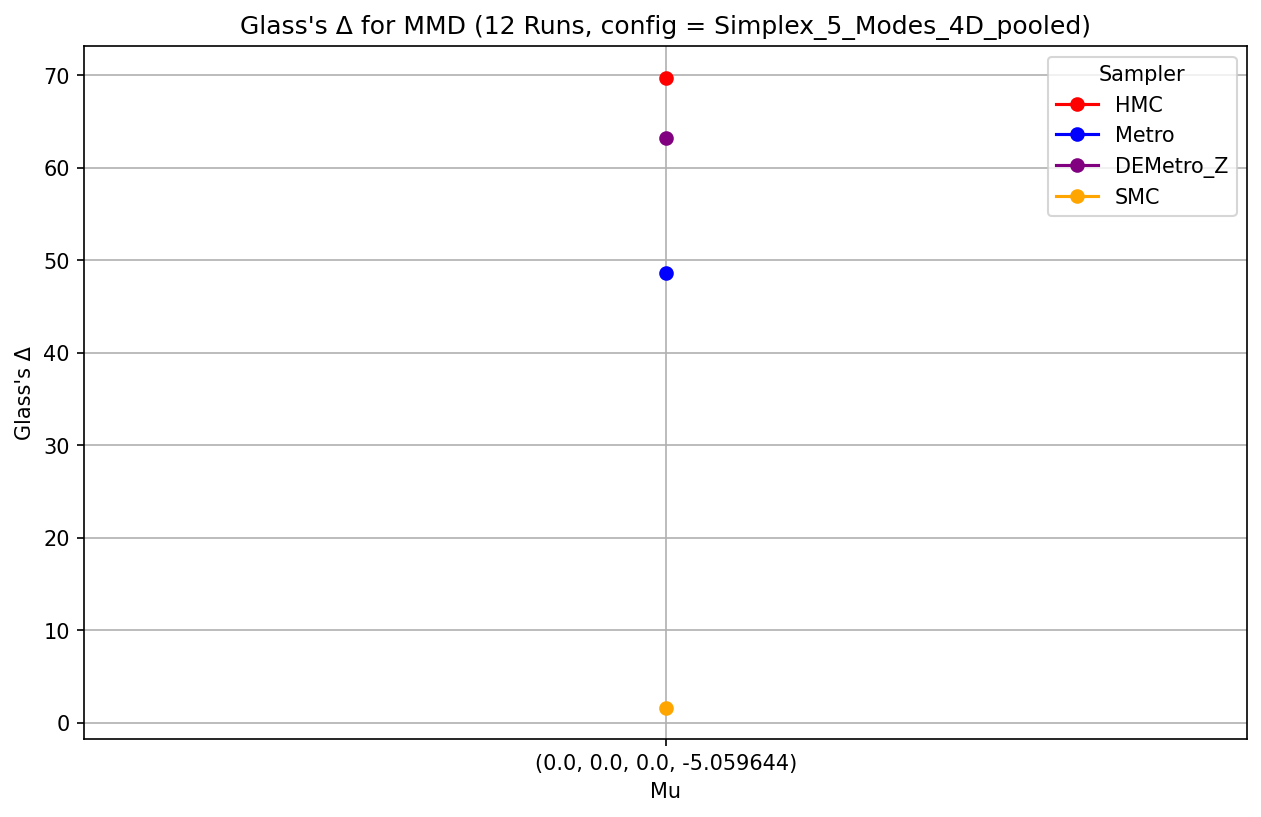 Glass's Δ for MMD (12 Runs, config = Simplex_5_Modes_4D_pooled)
Sampler
HMC
Metro
DEMetro_Z
SMC
Glass's Δ
70
60
50
40
30
20
10
0
(0.0, 0.0, 0.0, -5.059644)
Mu